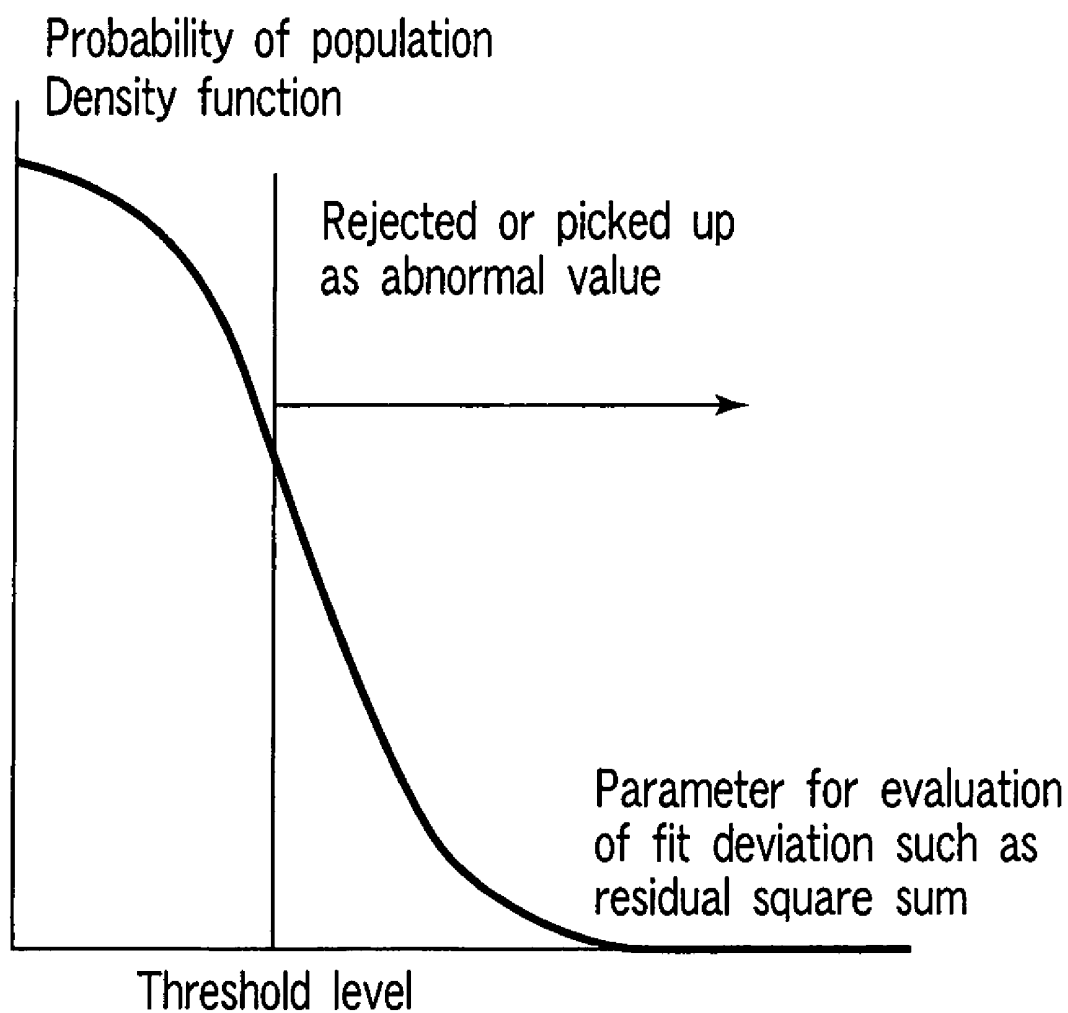 Probability of population
Density function
Rejected or picked up
as abnormal value
Parameter for evaluation
of fit deviation such as
residual square sum
Threshold level